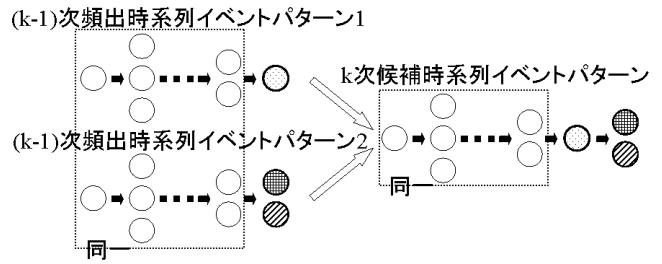 (k-1)次頻出時系列イベントパターン1
k次候補時系列イベントパターン
(k-1)次頻出時系列イベントパターン2
同一
同一